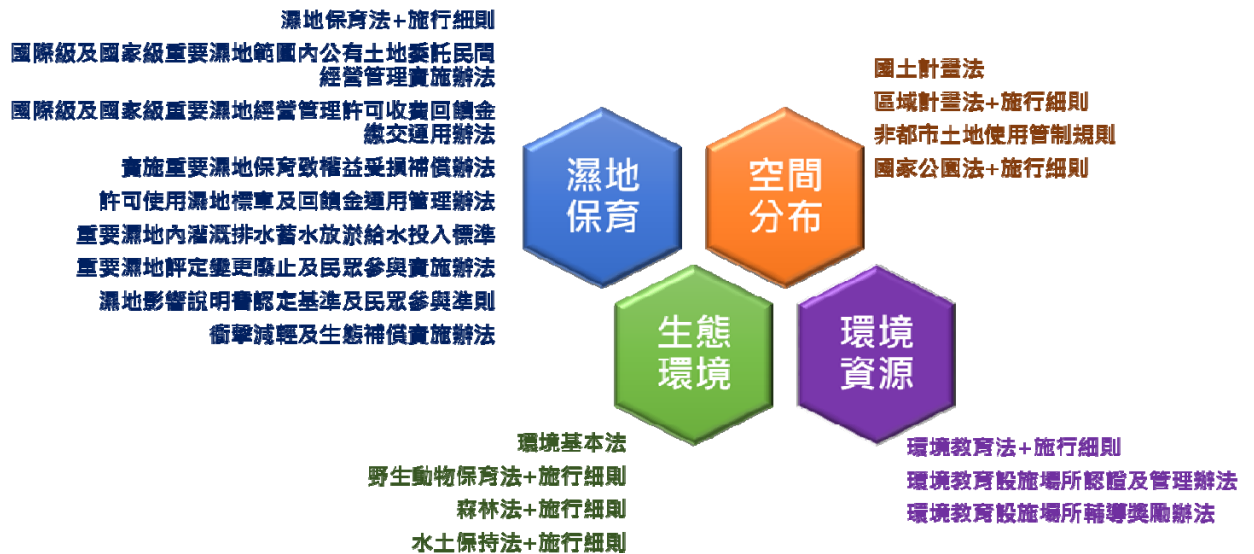 濕地保育法+施行細則
國際級及國家級重要濕地範圍內公有土地委託民間
經營管理實施辦法
國際級及國家級重要濕地經營管理許可收費回饋金
繳交運用辦法
實施重要濕地保育致權益受損補償辦法
許可使用濕地標章及回饋金運用管理辦法
重要濕地內灌溉排水蓄水放淤給水投入標準
重要濕地評定變更廢止及民眾參與實施辦法
濕地影響說明書認定基準及民眾參與準則
衝擊減輕及生態補償實施辦法
濕地
保育
空間
分布
國土計畫法
區域計畫法+施行細則
非都市土地使用管制規則
國家公園法+施行細則
生態
環境
環境
資源
環境基本法
野生動物保育法+施行細則
森林法+施行細則
水土保持法+施行細則
環境教育法+施行細則
環境教育設施場所認證及管理辦法
環境教育設施場所輔導獎勵辦法